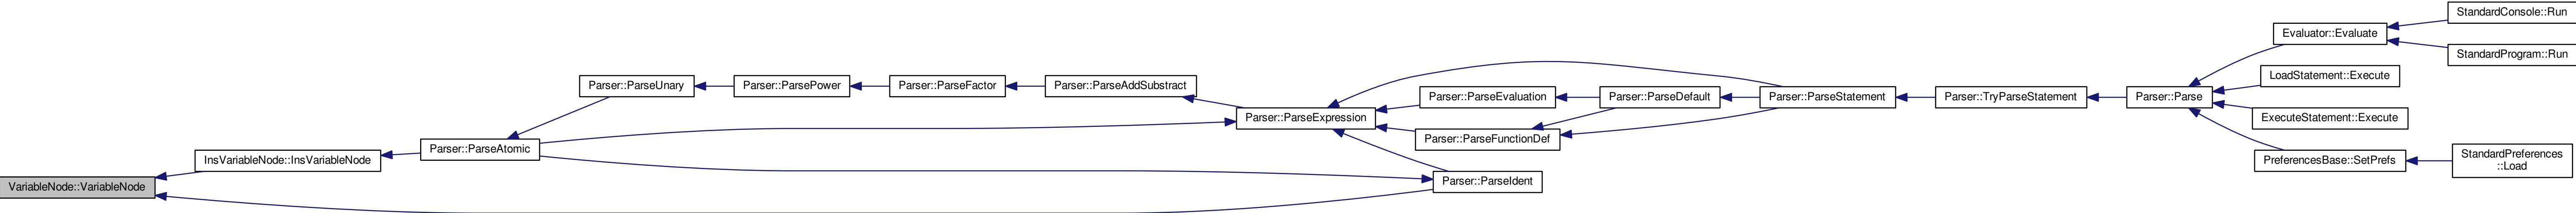 VariableNode::VariableNode
InsVariableNode::InsVariableNode
Parser::ParseAtomic
Parser::ParseUnary
Parser::ParsePower
Parser::ParseFactor
Parser::ParseAddSubstract
Parser::ParseExpression
Parser::ParseEvaluation
Parser::ParseFunctionDef
Parser::ParseIdent
Parser::ParseDefault
Parser::ParseStatement
Parser::TryParseStatement
Parser::Parse
Evaluator::Evaluate
LoadStatement::Execute
ExecuteStatement::Execute
PreferencesBase::SetPrefs
StandardConsole::Run
StandardProgram::Run
StandardPreferences
::Load